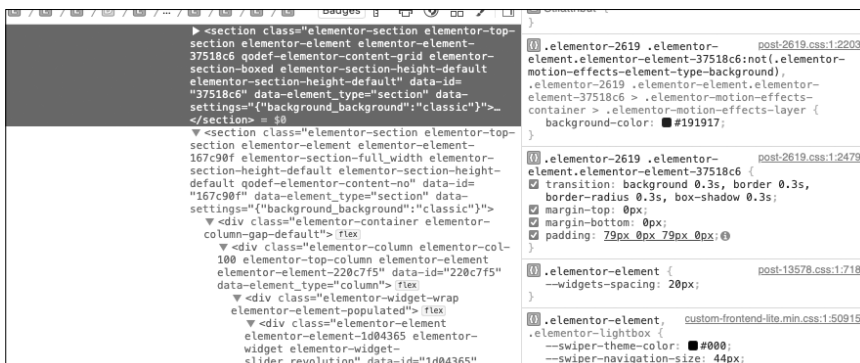 Badges
▶ <section class="elementor-section elementor-top-
section elementor-element elementor-element-
37518c6 qodef-elementor-content-grid elementor-
section-boxed elementor-section-height-default
elementor-section-height-default" data-id=
"37518c6" data-element_type="section" data-
settings="{"background_background":"classic"}">…
</section> = $0
▼ <section class="elementor-section elementor-top-
section elementor-element elementor-element-
167c90f elementor-section-full_width elementor-
section-height-default elementor-section-height-
default qodef-elementor-content-no" data-id=
"167c90f" data-element_type="section" data-
settings="{"background_background":"classic"}">
▼ <div class="elementor-container elementor-
column-gap-default"> flex
▼ <div class="elementor-column elementor-col-
100 elementor-top-column elementor-element
elementor-element-220c7f5" data-id="220c7f5"
data-element_type="column"> flex
▼ <div class="elementor-widget-wrap
elementor-element-populated"> flex
▼ <div class="elementor-element
elementor-element-1d04365 elementor-
widget elementor-widget-
slider_revolution" data-id="1d04365"
}
.elementor-2619 .elementor- post-2619.css:1:2203
element.elementor-element-37518c6:not(.elementor-
motion-effects-element-type-background),
.elementor-2619 .elementor-element.elementor-
element-37518c6 > .elementor-motion-effects-
container > .elementor-motion-effects-layer {
background-color: #191917;
}
.elementor-2619 .elementor- post-2619.css:1:2479
element.elementor-element-37518c6 {
transition: background 0.3s, border 0.3s,
border-radius 0.3s, box-shadow 0.3s;
margin-top: 0px;
margin-bottom: 0px;
padding: 79px 0px 79px 0px;
}
.elementor-element { post-13578.css:1:718
--widgets-spacing: 20px;
}
.elementor-element, custom-frontend-lite.min.css:1:50915
.elementor-lightbox {
--swiper-theme-color: #000;
--swiper-navigation-size: 44px;